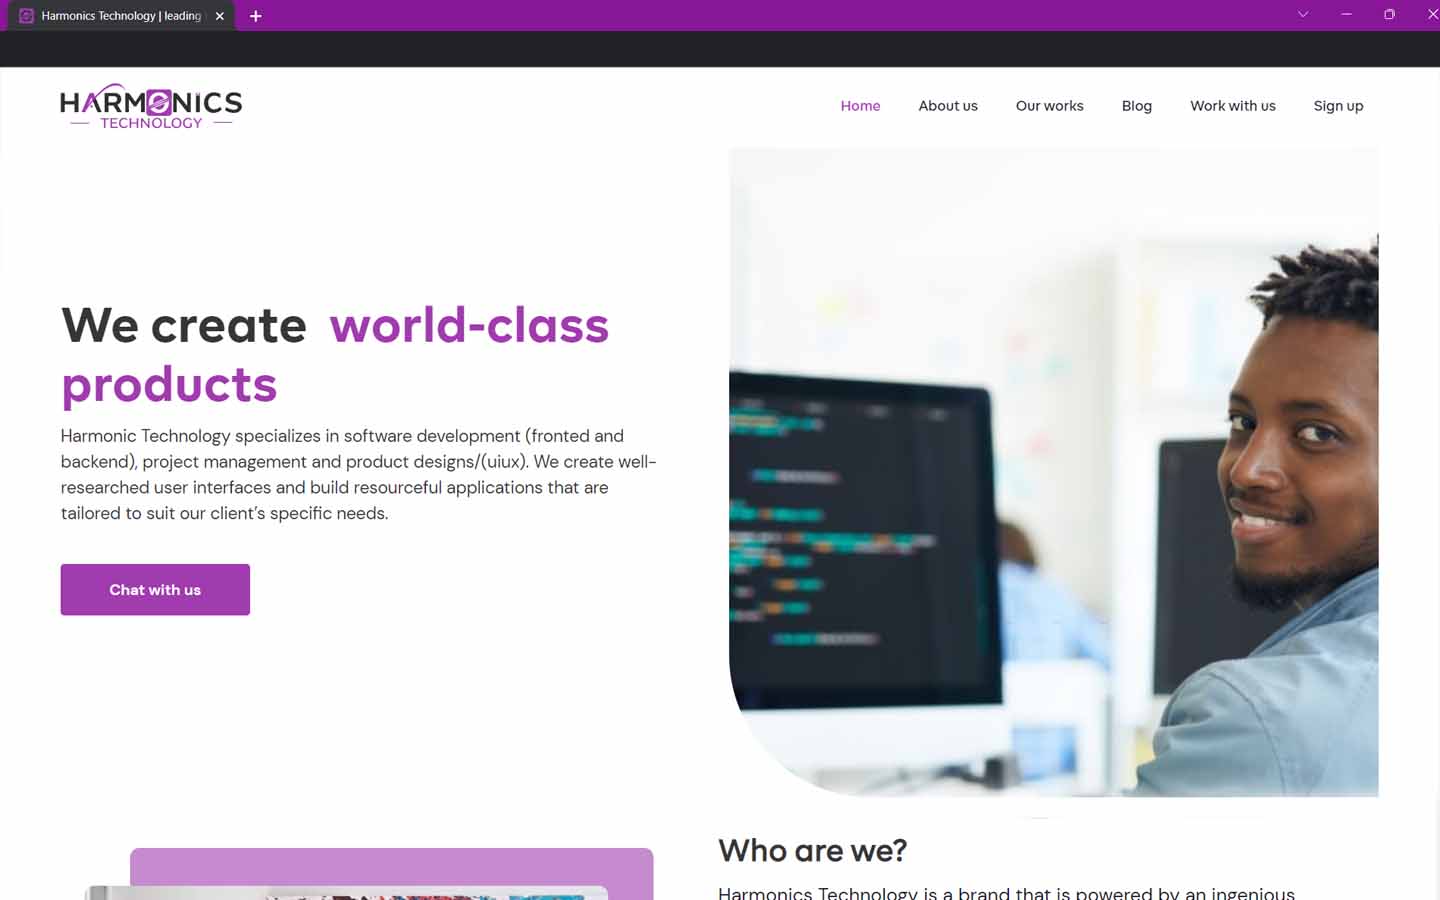 Harmonics Technology | leading
HARMONICS
TECHNOLOGY
Home About us Our works Blog Work with us Sign up
We create world-class
products
Harmonic Technology specializes in software development (fronted and
backend), project management and product designs/(uiux). We create well-
researched user interfaces and build resourceful applications that are
tailored to suit our client's specific needs.
Chat with us
Who are we?
Harmonics Technology is a brand that is powered by an ingenious